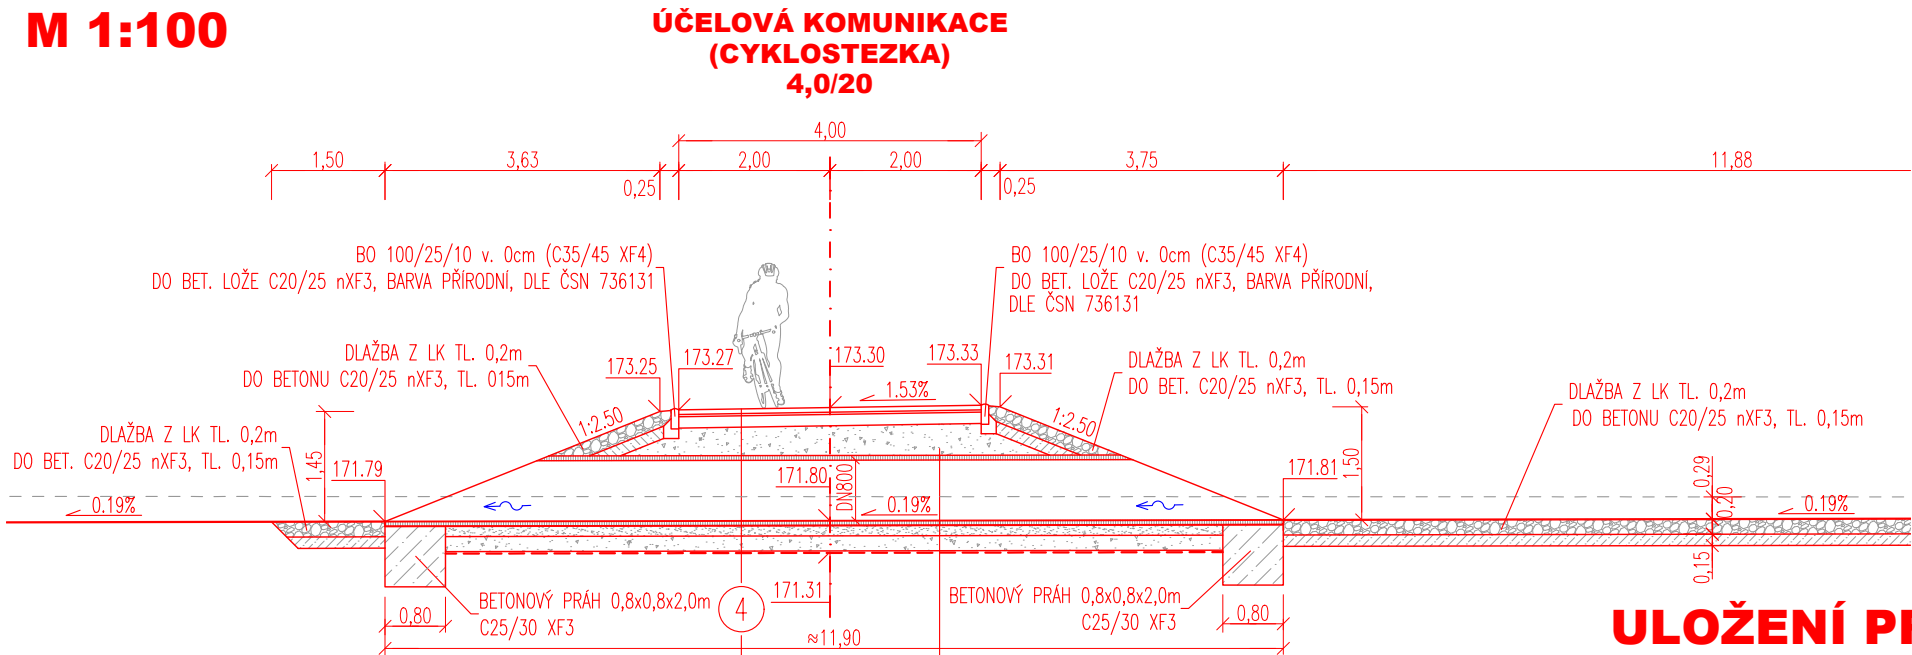 M 1:100
ÚČELOVÁ KOMUNIKACE
(CYKLOSTEZKA)
4,0/20
4,00
1,50
3,63
2,00
2,00
3,75
11,88
0,25
0,25
BO 100/25/10 v. 0cm (C35/45 XF4)
DO BET. LOŽE C20/25 nXF3, BARVA PŘÍRODNÍ, DLE ČSN 736131
BO 100/25/10 v. 0cm (C35/45 XF4)
DO BET. LOŽE C20/25 nXF3, BARVA PŘÍRODNÍ,
DLE ČSN 736131
DLAŽBA Z LK TL. 0,2m
DO BETONU C20/25 nXF3, TL. 015m
173.25
173.27
173.30
173.33
173.31
DLAŽBA Z LK TL. 0,2m
DO BET. C20/25 nXF3, TL. 0,15m
DLAŽBA Z LK TL. 0,2m
DO BETONU C20/25 nXF3, TL. 0,15m
1.53%
1:2.50
1:2.50
DLAŽBA Z LK TL. 0,2m
DO BET. C20/25 nXF3, TL. 0,15m
1,45
171.79
171.80
DN800
171.81
1,50
0,29
0,20
0,15
0.19%
0.19%
0.19%
171.31
BETONOVÝ PRÁH 0,8x0,8x2,0m
C25/30 XF3
4
BETONOVÝ PRÁH 0,8x0,8x2,0m
C25/30 XF3
0,80
0,80
≈11,90
ULOŽENÍ PŘ